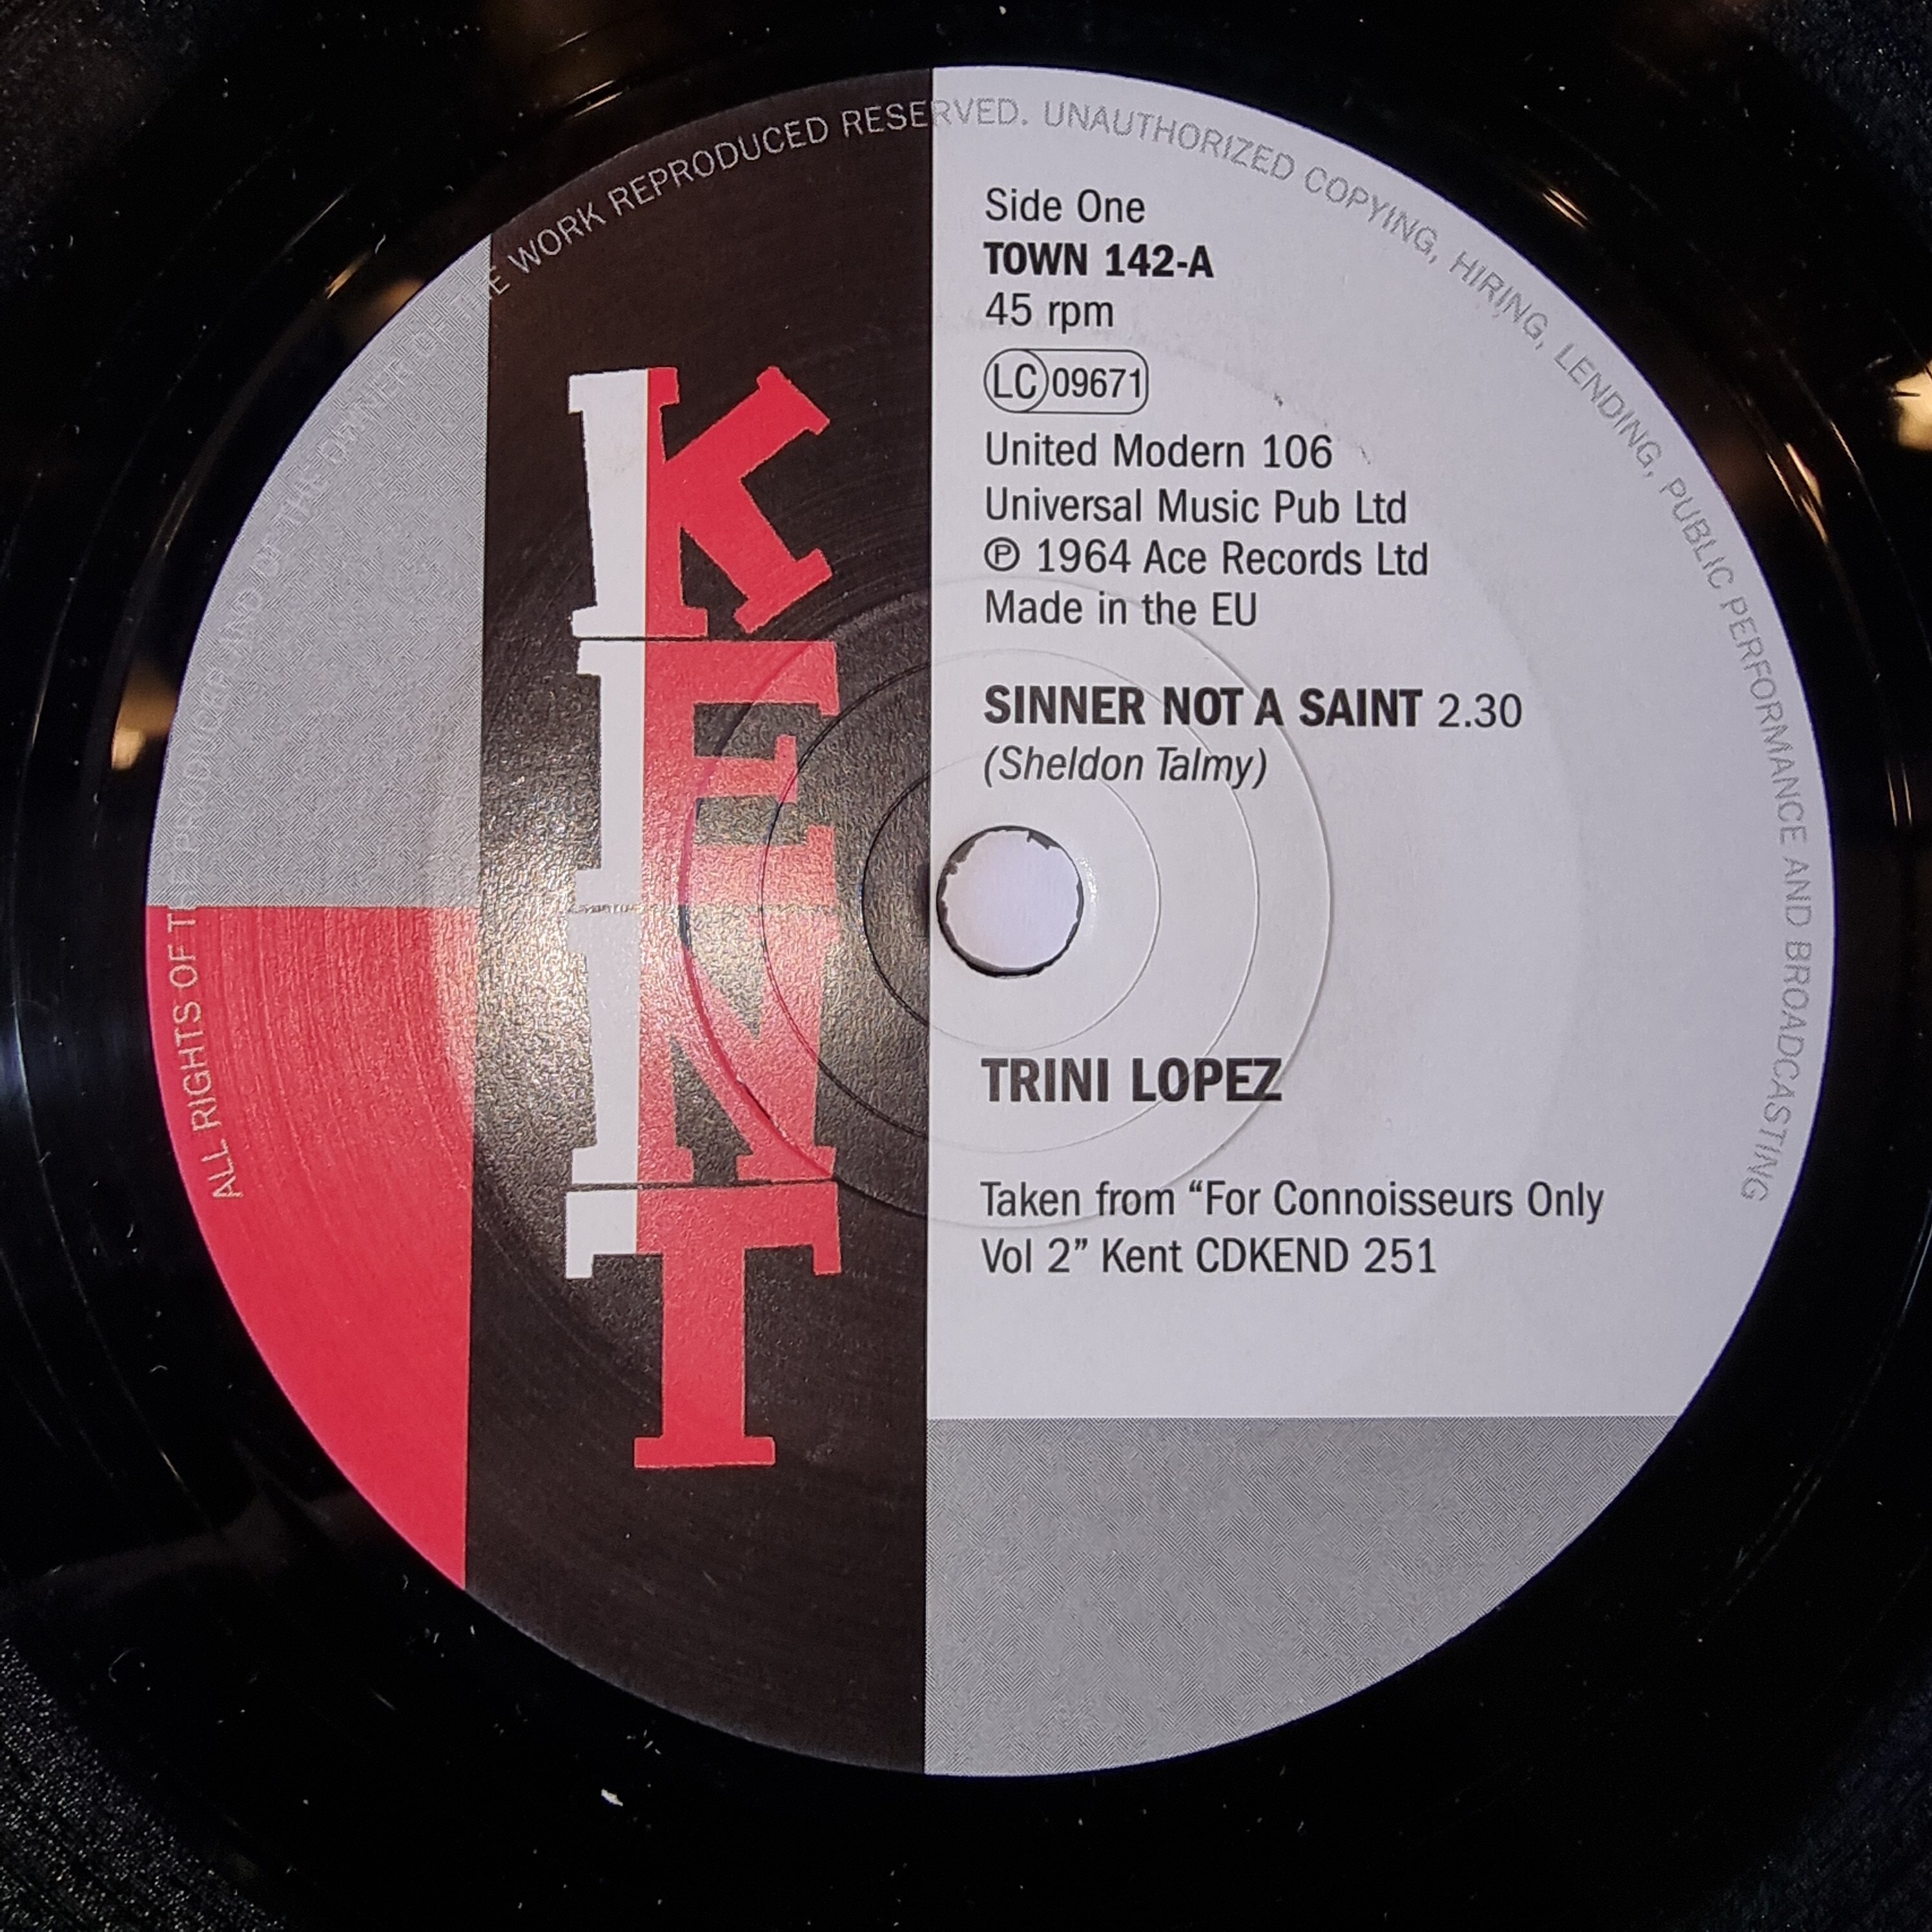 ALL RIGHTS OF THE PRODUCER AND OF THE OWNER OF THE WORK REPRODUCED RESERVED. UNAUTHORIZED COPYING, HIRING, LENDING, PUBLIC PERFORMANCE AND BROADCASTING
KENT
Side One
TOWN 142-A
45 rpm
LC 09671
United Modern 106
Universal Music Pub Ltd
℗ 1964 Ace Records Ltd
Made in the EU
SINNER NOT A SAINT 2.30
(Sheldon Talmy)
TRINI LOPEZ
Taken from “For Connoisseurs Only
Vol 2” Kent CDKEND 251